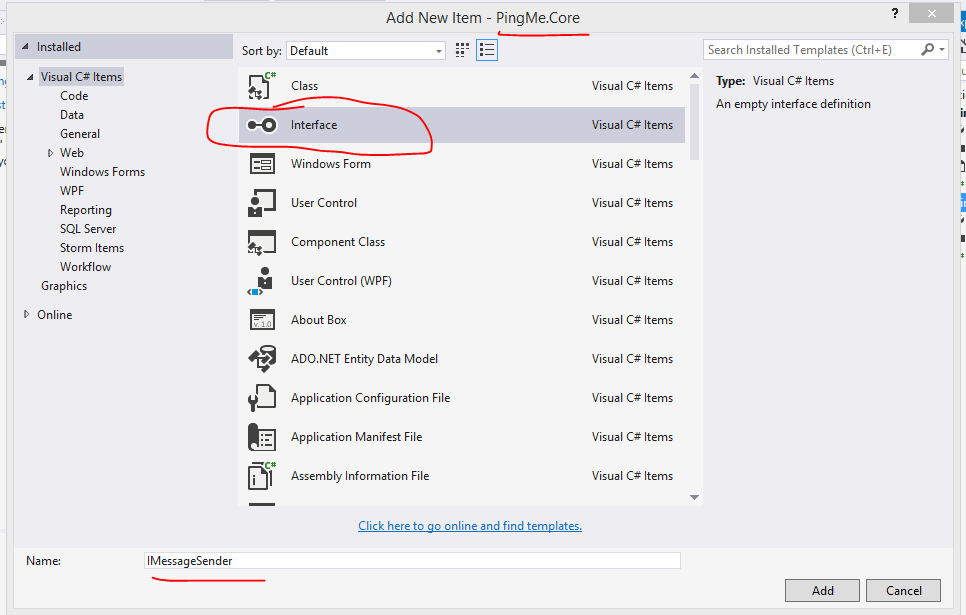 Add New Item - PingMe.Core
?
Installed
Sort by: Default
Search Installed Templates (Ctrl+E)
Visual C# Items
Code
Data
General
Web
Windows Forms
WPF
Reporting
SQL Server
Storm Items
Workflow
Graphics
Online
C# Class Visual C# Items
Interface Visual C# Items
Windows Form Visual C# Items
User Control Visual C# Items
Component Class Visual C# Items
User Control (WPF) Visual C# Items
v. 1.0 About Box Visual C# Items
ADO.NET Entity Data Model Visual C# Items
Application Configuration File Visual C# Items
Application Manifest File Visual C# Items
C# Assembly Information File Visual C# Items
Type: Visual C# Items
An empty interface definition
Click here to go online and find templates.
Name: IMessageSender
Add Cancel